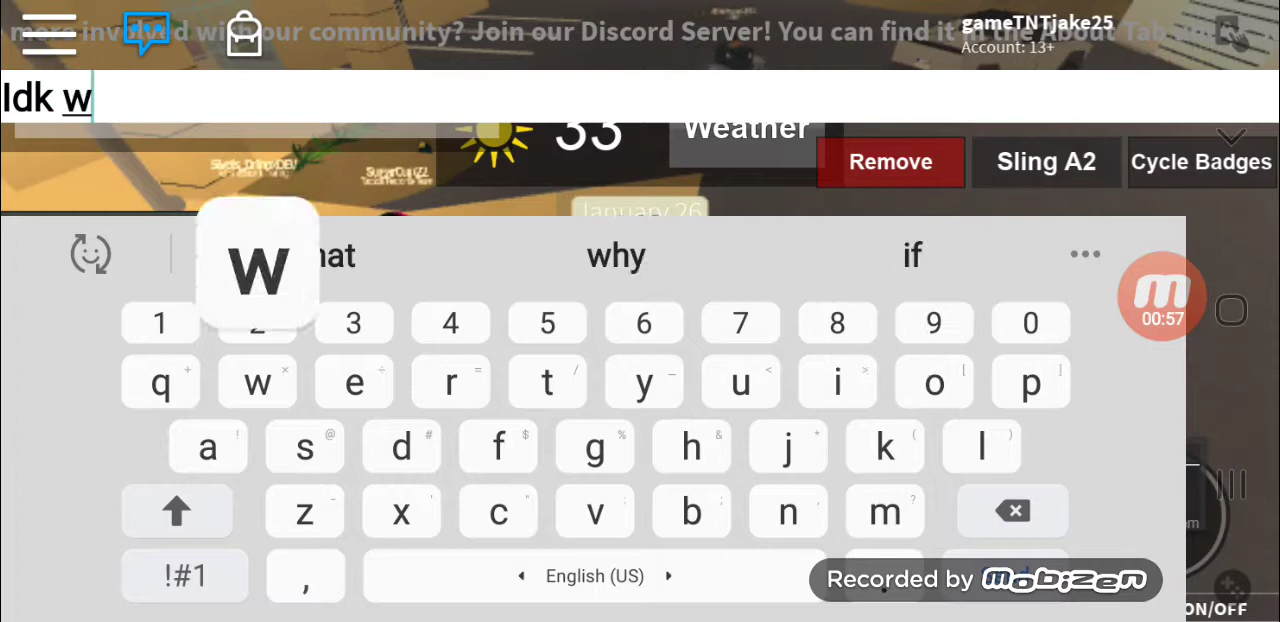 more involved with our community? Join our Discord Server! You can find it in the About Tab
gameTNTjake25
Account: 13+
Idk w
33
Weather
Remove
Sling A2
Cycle Badges
January 26
W
hat
why
if
00:57
1 2 3 4 5 6 7 8 9 0
q w e r t y u i o p
a s d f g h j k l
z x c v b n m
!#1 , English (US)
Recorded by mobizen
ON/OFF